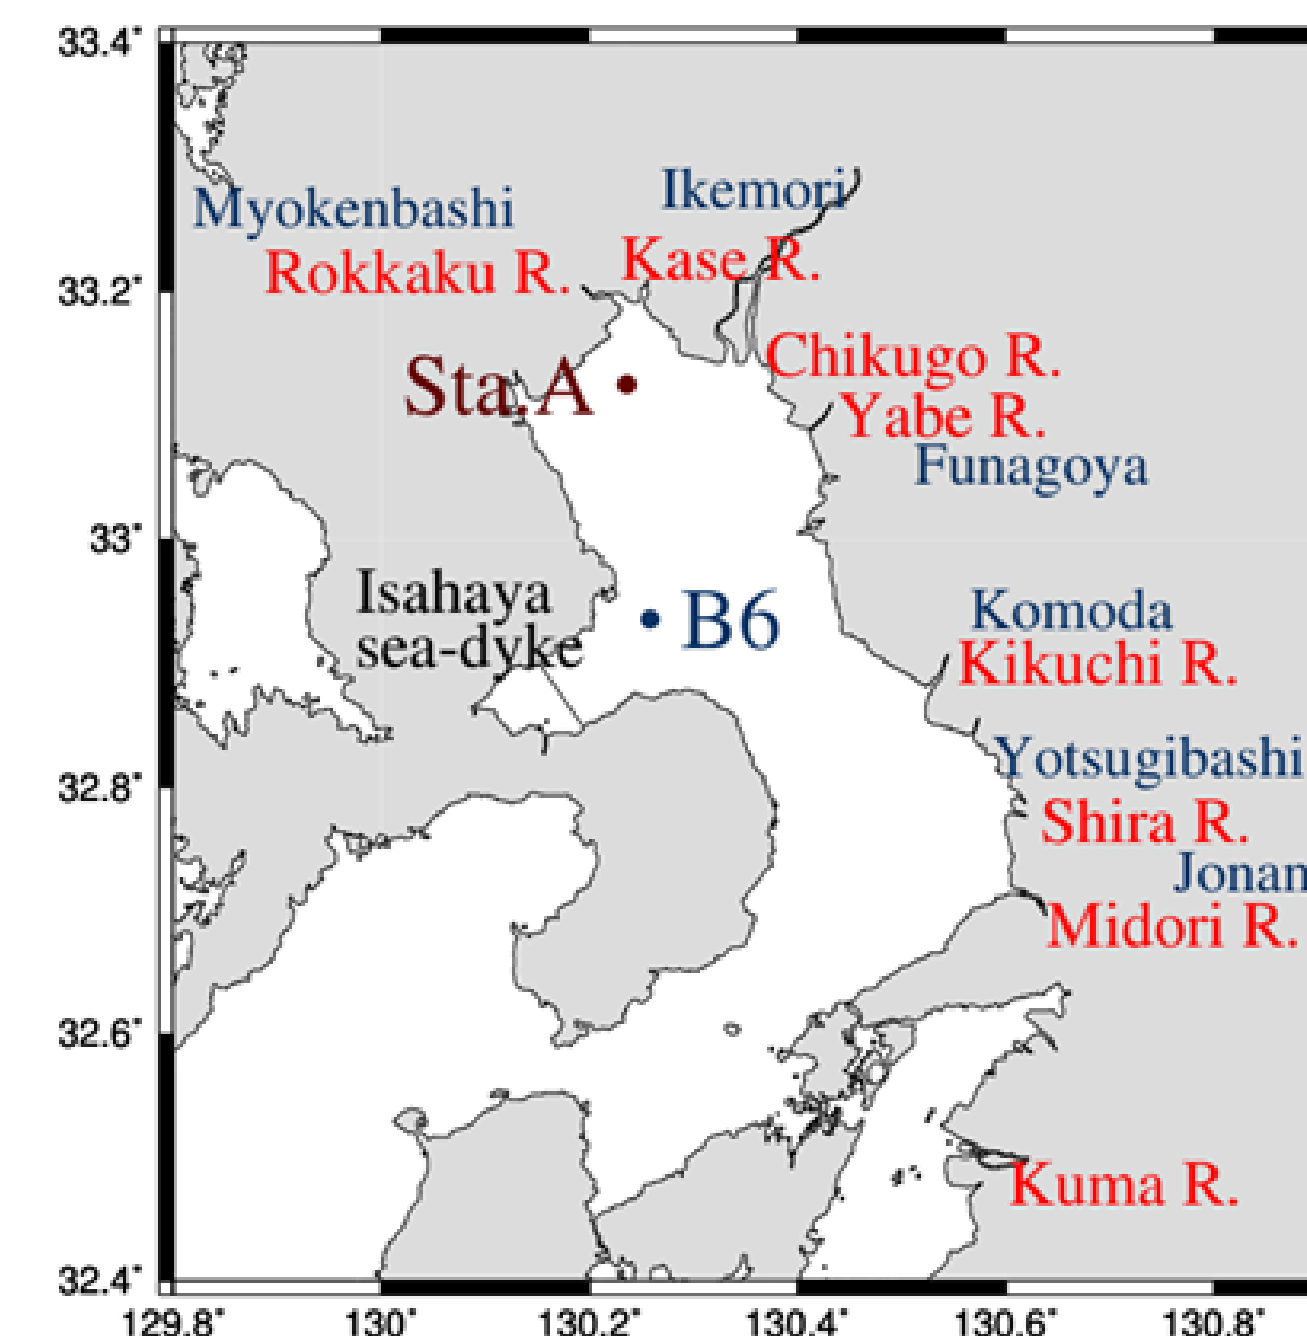 33.4°
Ikemori
Myokenbashi
Kase R.
Rokkaku R.
33.2°
Chikugo R.
Sta.A
Yabe R.
Funagoya
33°
Isahaya
sea-dyke
B6
Komoda
Kikuchi R.
Yotsugibashi
32.8°
Shira R.
Jonan
Midori R.
32.6°
Kuma R.
32.4°
129.8° 130° 130.2° 130.4° 130.6° 130.8°